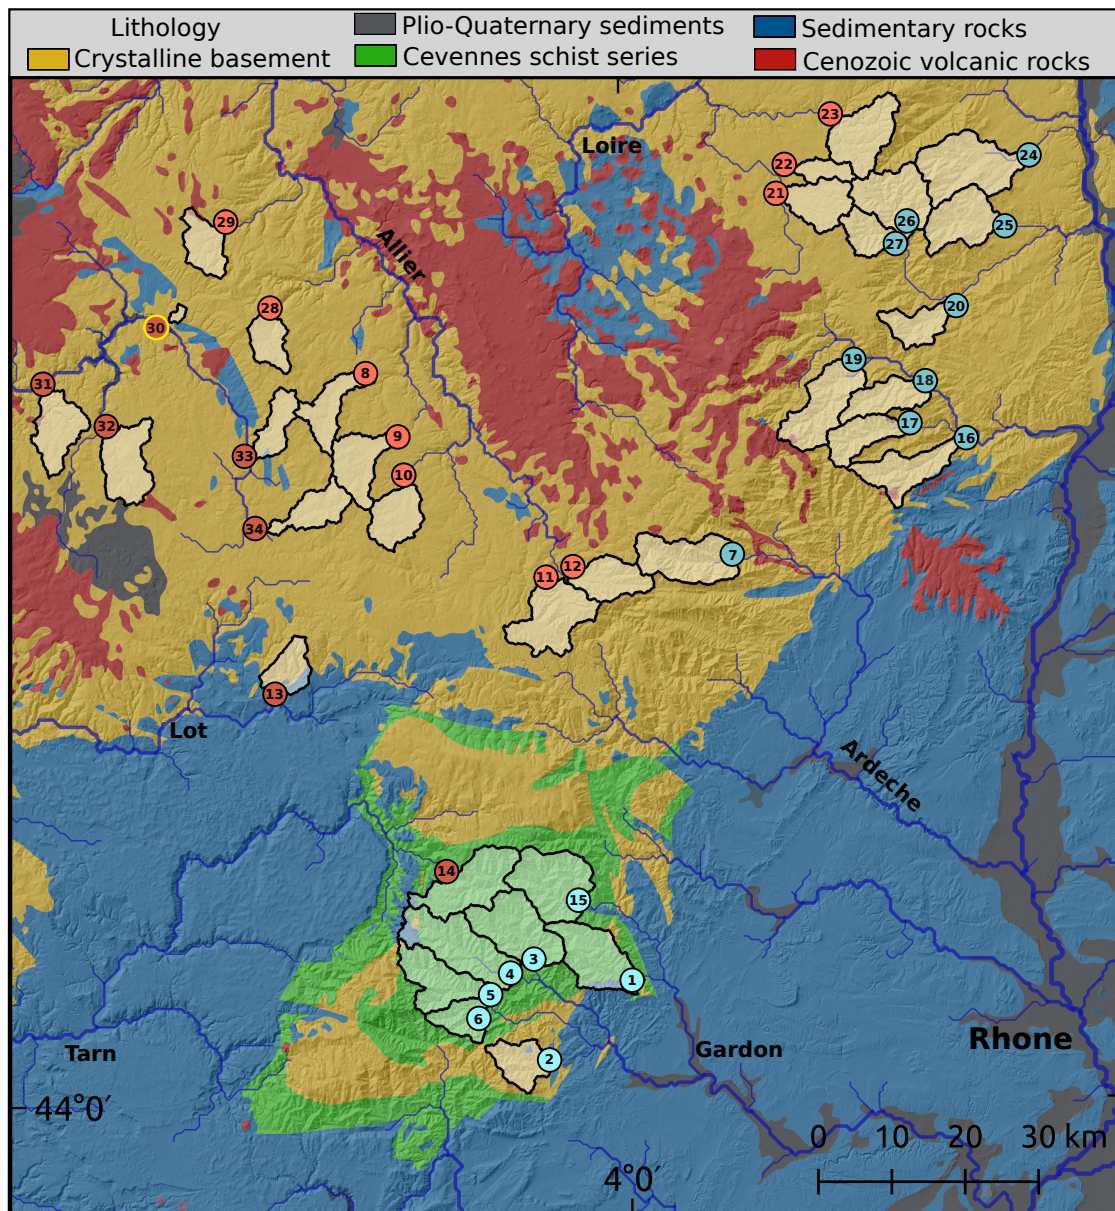 Lithology
Plio-Quaternary sediments
Sedimentary rocks
Crystalline basement
Cevennes schist series
Cenozoic volcanic rocks
23
Loire
24
22
21
29
26
25
Allier
27
28
20
30
19
8
31
18
32
17
9
16
33
10
34
7
12
11
13
Lot
Ardeche
14
15
3
4
1
5
6
Rhone
Tarn
Gardon
2
44°0′
0 10 20 30 km
4°0′